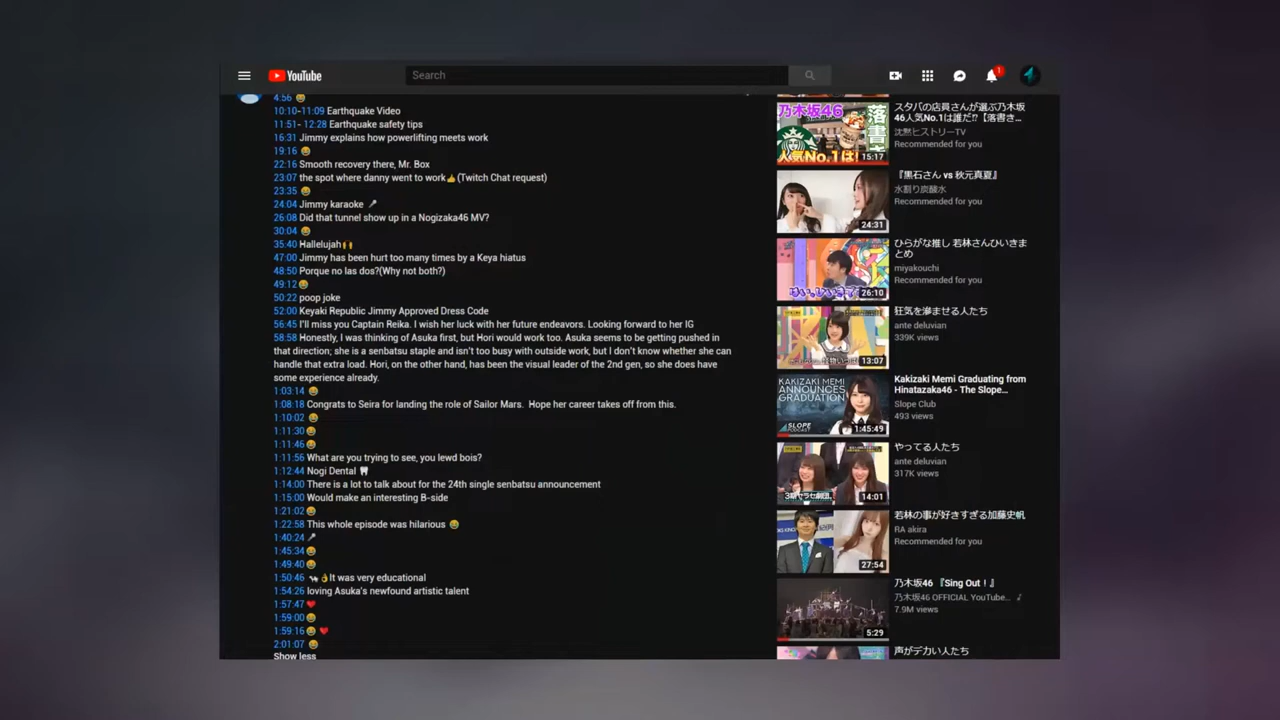 YouTube
Search
1
4:56 😂
10:10-11:09 Earthquake Video
11:51- 12:28 Earthquake safety tips
16:31 Jimmy explains how powerlifting meets work
19:16 😂
22:16 Smooth recovery there, Mr. Box
23:07 the spot where danny went to work👍(Twitch Chat request)
23:35 😂
24:04 Jimmy karaoke 🎤
26:08 Did that tunnel show up in a Nogizaka46 MV?
30:04 😂
35:40 Hallelujah🙌
47:00 Jimmy has been hurt too many times by a Keya hiatus
48:50 Porque no las dos?(Why not both?)
49:12😂
50:22 poop joke
52:00 Keyaki Republic Jimmy Approved Dress Code
56:45 I'll miss you Captain Reika. I wish her luck with her future endeavors. Looking forward to her IG
58:58 Honestly, I was thinking of Asuka first, but Hori would work too. Asuka seems to be getting pushed in
that direction; she is a senbatsu staple and isn't too busy with outside work, but I don't know whether she can
handle that extra load. Hori, on the other hand, has been the visual leader of the 2nd gen, so she does have
some experience already.
1:03:14 😂
1:08:18 Congrats to Seira for landing the role of Sailor Mars. Hope her career takes off from this.
1:10:02 😂
1:11:30😂
1:11:46😂
1:11:56 What are you trying to see, you lewd bois?
1:12:44 Nogi Dental 🦷
1:14:00 There is a lot to talk about for the 24th single senbatsu announcement
1:15:00 Would make an interesting B-side
1:21:02😂
1:22:58 This whole episode was hilarious 😂
1:40:24🎤
1:45:34😂
1:49:40😂
1:50:46 🐜👌It was very educational
1:54:26 loving Asuka's newfound artistic talent
1:57:47❤
1:59:00😂
1:59:16😂 ❤
2:01:07 😂
Show less
乃木坂46
落書
人気No.1は
15:17
スタバの店員さんが選ぶ乃木坂
46人気No.1は誰だ!?【落書き...
沈黙ヒストリーTV
Recommended for you
24:31
『黒石さん vs 秋元真夏』
水割り炭酸水
Recommended for you
26:10
ひらがな推し 若林さんひいきま
とめ
miyakouchi
Recommended for you
13:07
狂気を滲ませる人たち
ante deluvian
339K views
KAKIZAKI MEMI
ANNOUNCES
GRADUATION
SLOPE
PODCAST
1:45:49
Kakizaki Memi Graduating from
Hinatazaka46 - The Slope...
Slope Club
493 views
14:01
やってる人たち
ante deluvian
317K views
27:54
若林の事が好きすぎる加藤史帆
RA akira
Recommended for you
5:29
乃木坂46 『Sing Out！』
乃木坂46 OFFICIAL YouTube... ♪
7.9M views
声がデカい人たち